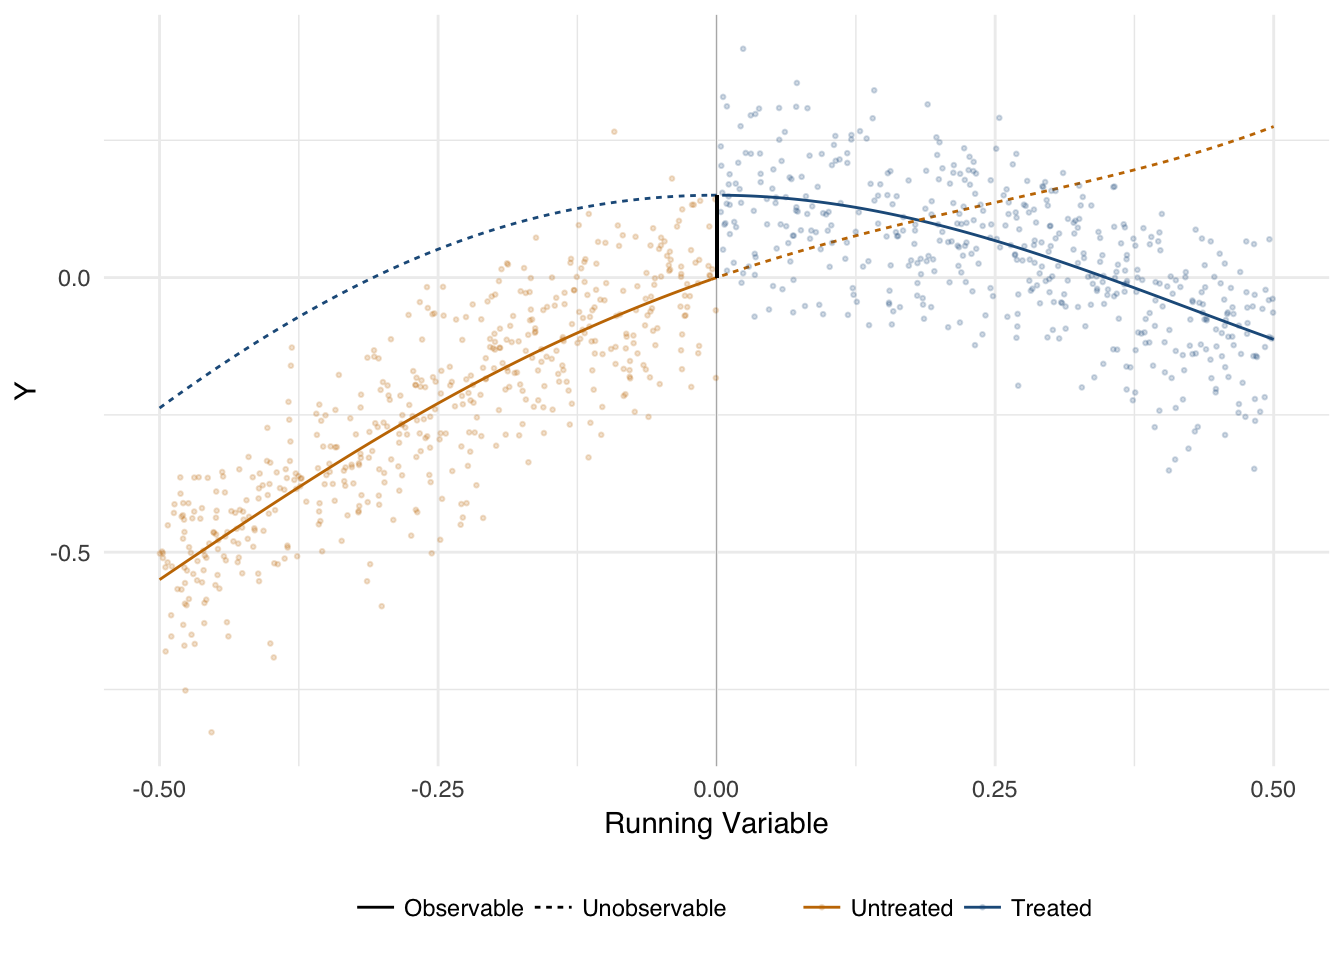 0.0
-0.5
Y
-0.50 -0.25 0.00 0.25 0.50
Running Variable
Observable Unobservable Untreated Treated